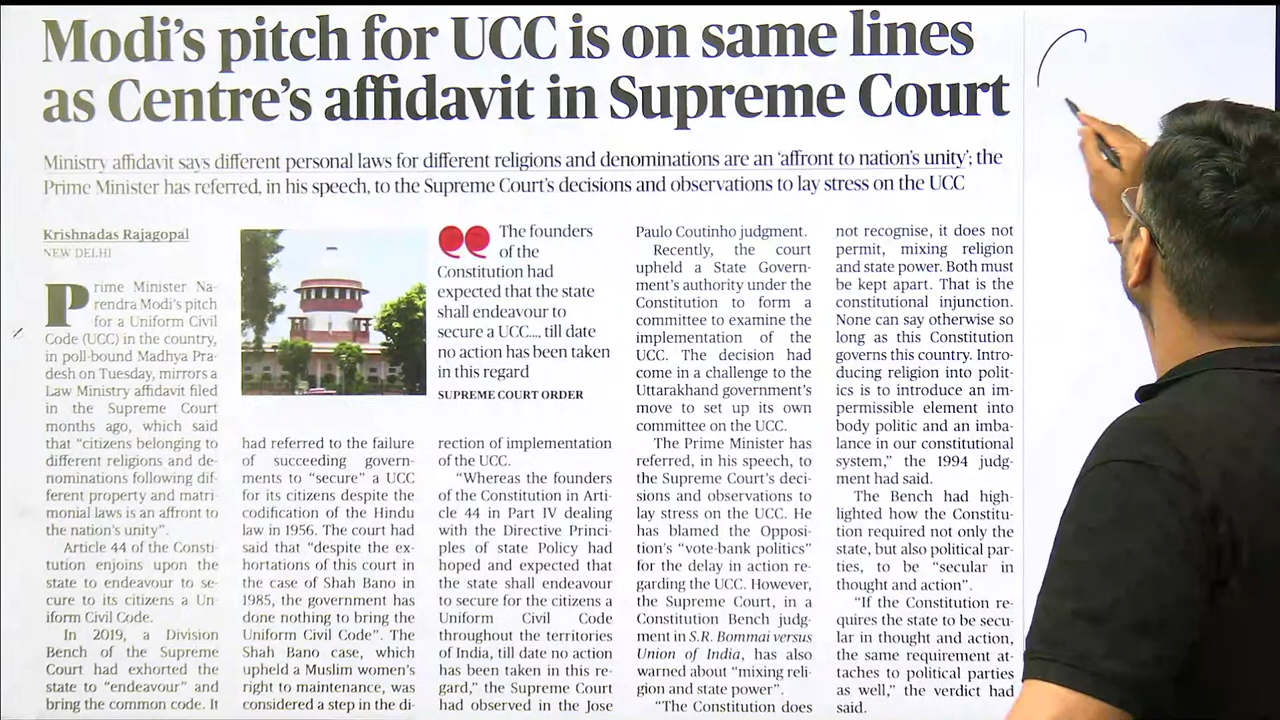 Modi's pitch for UCC is on same lines
as Centre's affidavit in Supreme Court
Ministry affidavit says different personal laws for different religions and denominations are an 'affront to nation's unity'; the
Prime Minister has referred, in his speech, to the Supreme Court's decisions and observations to lay stress on the UCC
Krishnadas Rajagopal
NEW DELHI
Prime Minister Na-
rendra Modi's pitch
for a Uniform Civil
Code (UCC) in the country,
in poll-bound Madhya Pra-
desh on Tuesday, mirrors a
Law Ministry affidavit filed
in the Supreme Court
months ago, which said
that "citizens belonging to
different religions and de-
nominations following dif-
ferent property and matri-
monial laws is an affront to
the nation's unity".
Article 44 of the Consti-
tution enjoins upon the
state to endeavour to se-
cure to its citizens a Un-
iform Civil Code.
In 2019, a Division
Bench of the Supreme
Court had exhorted the
state to "endeavour" and
bring the common code. It
had referred to the failure
of succeeding govern-
ments to "secure" a UCC
for its citizens despite the
codification of the Hindu
law in 1956. The court had
said that "despite the ex-
hortations of this court in
the case of Shah Bano in
1985, the government has
done nothing to bring the
Uniform Civil Code". The
Shah Bano case, which
upheld a Muslim women's
right to maintenance, was
considered a step in the di-
The founders
of the
Constitution had
expected that the state
shall endeavour to
secure a UCC..., till date
no action has been taken
in this regard
SUPREME COURT ORDER
rection of implementation
of the UCC.
"Whereas the founders
of the Constitution in Arti-
cle 44 in Part IV dealing
with the Directive Princi-
ples of state Policy had
hoped and expected that
the state shall endeavour
to secure for the citizens a
Uniform Civil Code
throughout the territories
of India, till date no action
has been taken in this re-
gard," the Supreme Court
had observed in the Jose
Paulo Coutinho judgment.
Recently, the court
upheld a State Govern-
ment's authority under the
Constitution to form a
committee to examine the
implementation of the
UCC. The decision had
come in a challenge to the
Uttarakhand government's
move to set up its own
committee on the UCC.
The Prime Minister has
referred, in his speech, to
the Supreme Court's deci-
sions and observations to
lay stress on the UCC. He
has blamed the Opposi-
tion's "vote-bank politics"
for the delay in action re-
garding the UCC. However,
the Supreme Court, in a
Constitution Bench judg-
ment in S.R. Bommai versus
Union of India, has also
warned about "mixing reli-
gion and state power".
"The Constitution does
not recognise, it does not
permit, mixing religion
and state power. Both must
be kept apart. That is the
constitutional injunction.
None can say otherwise so
long as this Constitution
governs this country. Intro-
ducing religion into polit-
ics is to introduce an im-
permissible element into
body politic and an imba-
lance in our constitutional
system," the 1994 judg-
ment had said.
The Bench had high-
lighted how the Constitu-
tion required not only the
state, but also political par-
ties, to be "secular in
thought and action".
"If the Constitution re-
quires the state to be secu-
lar in thought and action,
the same requirement at-
taches to political parties
as well," the verdict had
said.